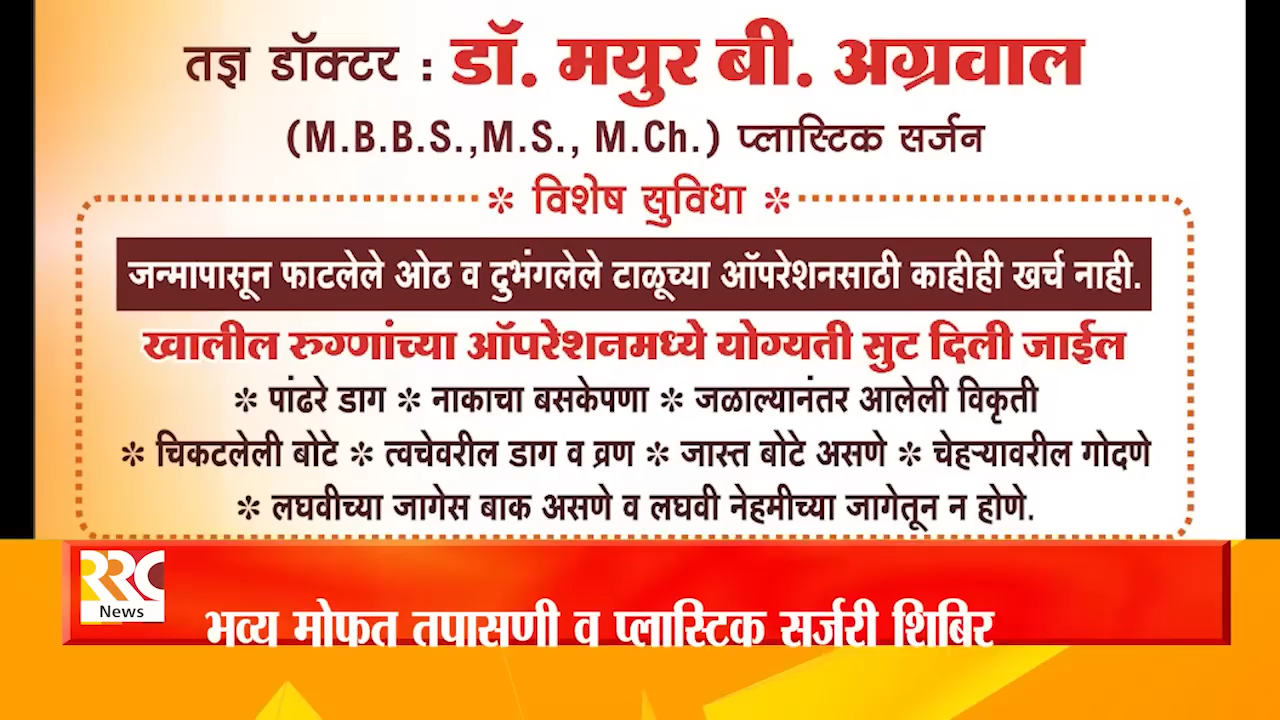 तज्ञ डॉक्टर : डॉ. मयुर बी. अग्रवाल
(M.B.B.S.,M.S., M.Ch.) प्लास्टिक सर्जन
* विशेष सुविधा *
जन्मापासून फाटलेले ओठ व दुभंगलेले टाळूच्या ऑपरेशनसाठी काहीही खर्च नाही.
खालील रुग्णांच्या ऑपरेशनमध्ये योग्यती सुट दिली जाईल
* पांढरे डाग * नाकाचा बसकेपणा * जळाल्यानंतर आलेली विकृती
* चिकटलेली बोटे * त्वचेवरील डाग व व्रण * जास्त बोटे असणे * चेहऱ्यावरील गोदणे
* लघवीच्या जागेस बाक असणे व लघवी नेहमीच्या जागेतून न होणे.
RRC
News
भव्य मोफत तपासणी व प्लास्टिक सर्जरी शिबिर